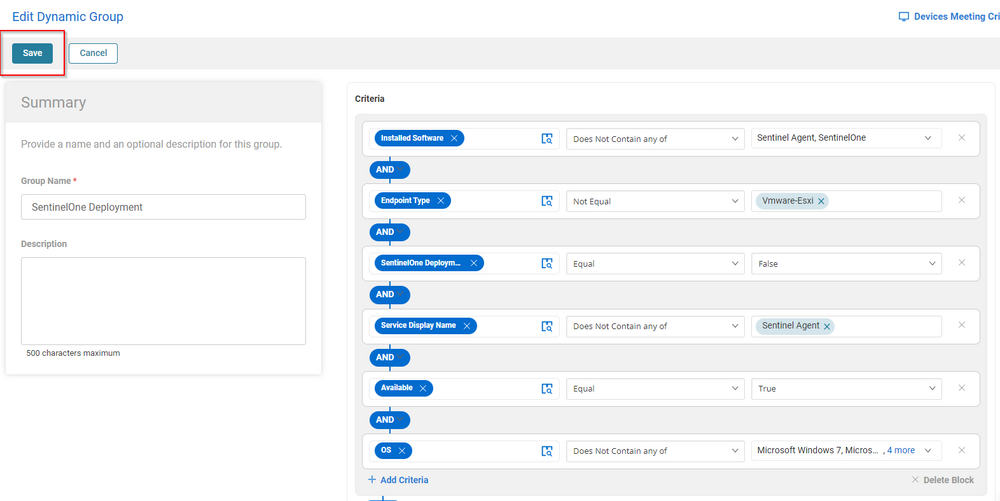 Edit Dynamic Group
Devices Meeting Cri
Save
Cancel
Summary
Provide a name and an optional description for this group.
Group Name *
SentinelOne Deployment
Description
500 characters maximum
Criteria
Installed Software
Does Not Contain any of
Sentinel Agent, SentinelOne
AND
Endpoint Type
Not Equal
Vmware-Esxi
AND
SentinelOne Deploym...
Equal
False
AND
Service Display Name
Does Not Contain any of
Sentinel Agent
AND
Available
Equal
True
AND
OS
Does Not Contain any of
Microsoft Windows 7, Micros... , 4 more
+ Add Criteria
Delete Block